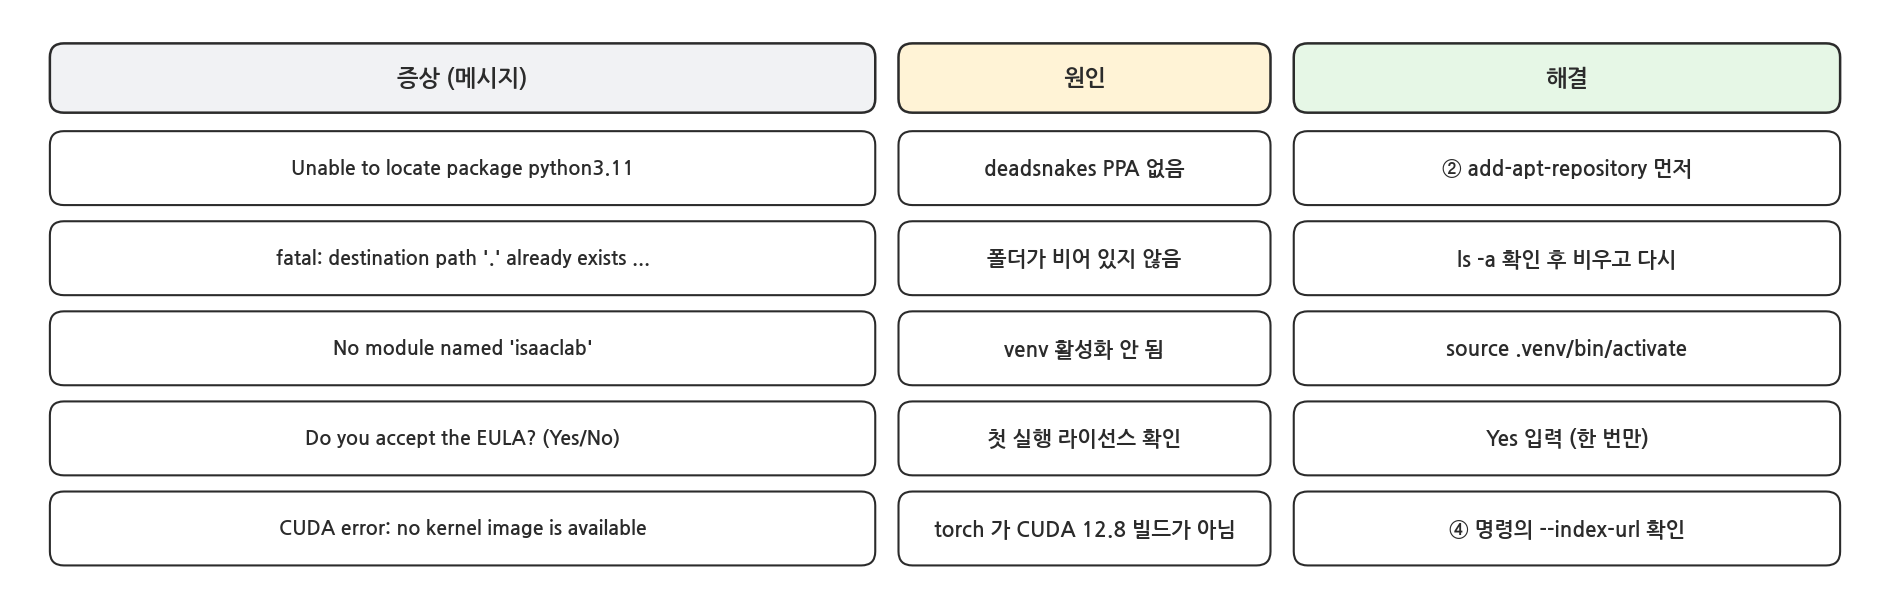 증상 (메시지)
원인
해결
Unable to locate package python3.11
deadsnakes PPA 없음
② add-apt-repository 먼저
fatal: destination path '.' already exists ...
폴더가 비어 있지 않음
ls -a 확인 후 비우고 다시
No module named 'isaaclab'
venv 활성화 안 됨
source .venv/bin/activate
Do you accept the EULA? (Yes/No)
첫 실행 라이선스 확인
Yes 입력 (한 번만)
CUDA error: no kernel image is available
torch 가 CUDA 12.8 빌드가 아님
④ 명령의 --index-url 확인